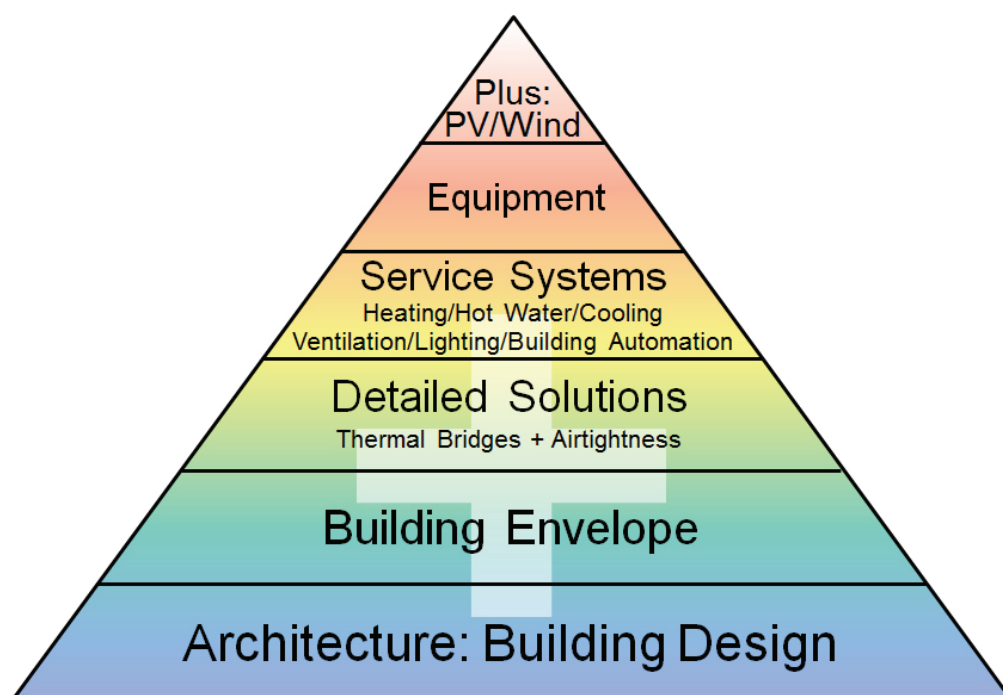 Plus:
PV/Wind
Equipment
Service Systems
Heating/Hot Water/Cooling
Ventilation/Lighting/Building Automation
Detailed Solutions
Thermal Bridges + Airtightness
Building Envelope
Architecture: Building Design